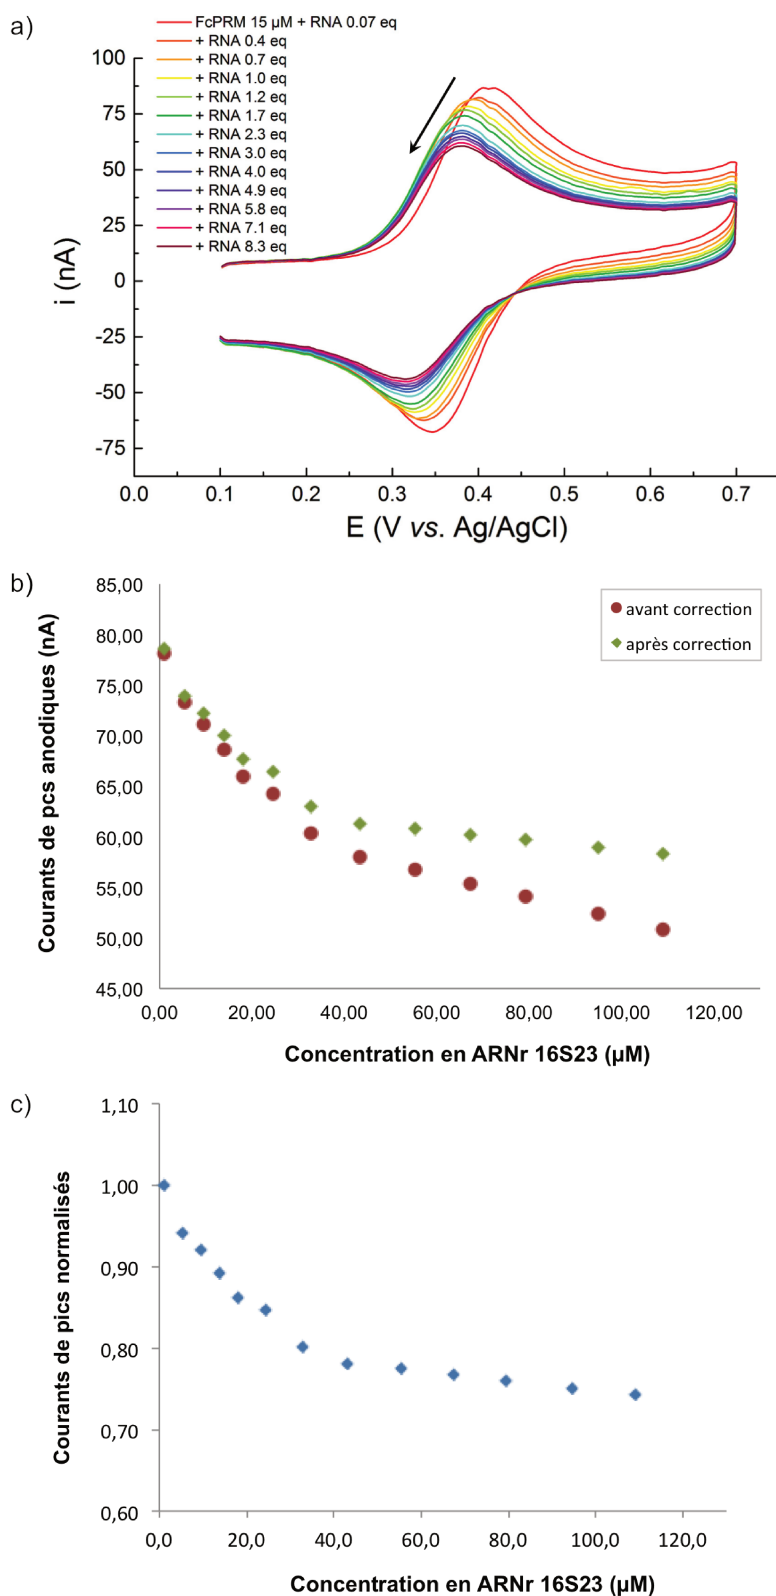 a)
FcPRM 15 µM + RNA 0.07 eq
+ RNA 0.4 eq
+ RNA 0.7 eq
+ RNA 1.0 eq
+ RNA 1.2 eq
+ RNA 1.7 eq
+ RNA 2.3 eq
+ RNA 3.0 eq
+ RNA 4.0 eq
+ RNA 4.9 eq
+ RNA 5.8 eq
+ RNA 7.1 eq
+ RNA 8.3 eq
100
75
50
25
0
-25
-50
-75
i (nA)
0.0 0.1 0.2 0.3 0.4 0.5 0.6 0.7
E (V vs. Ag/AgCl)
b)
85,00
80,00
75,00
70,00
65,00
60,00
55,00
50,00
45,00
Courants de pcs anodiques (nA)
avant correction
après correction
0,00 20,00 40,00 60,00 80,00 100,00 120,00
Concentration en ARNr 16S23 (µM)
c)
1,10
1,00
0,90
0,80
0,70
0,60
Courants de pics normalisés
0,0 20,0 40,0 60,0 80,0 100,0 120,0
Concentration en ARNr 16S23 (µM)